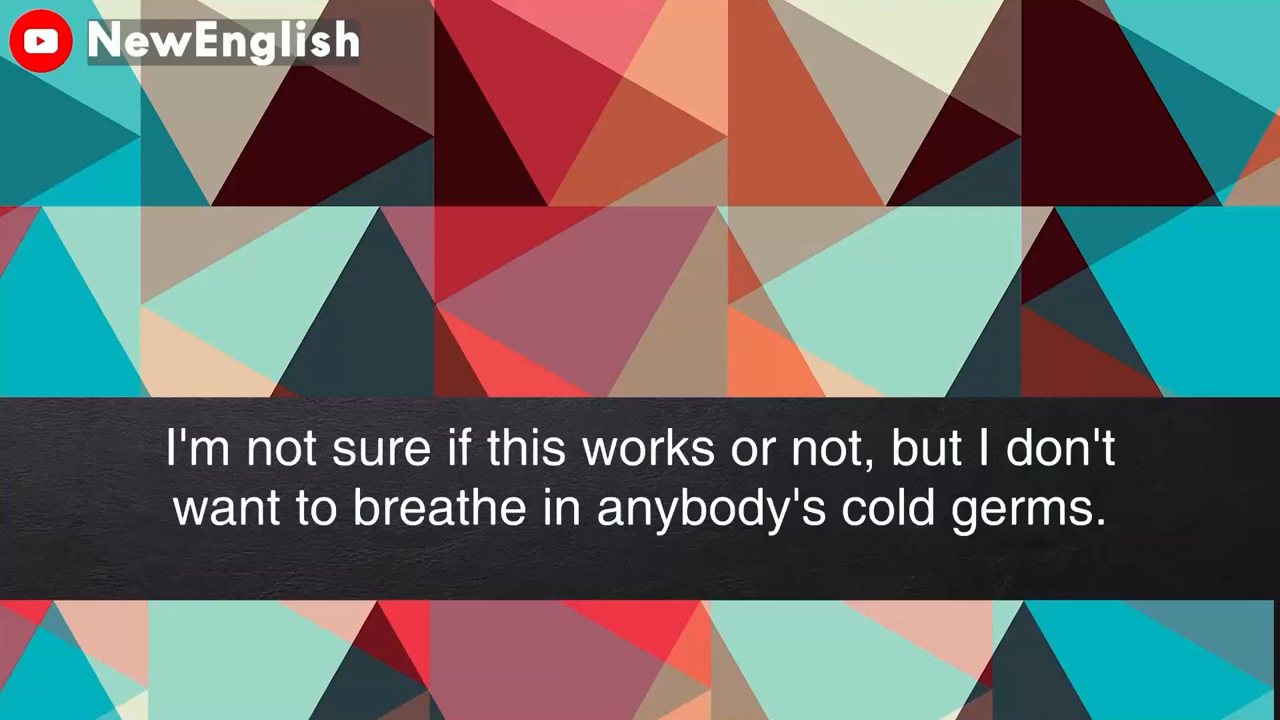 NewEnglish
I'm not sure if this works or not, but I don't
want to breathe in anybody's cold germs.